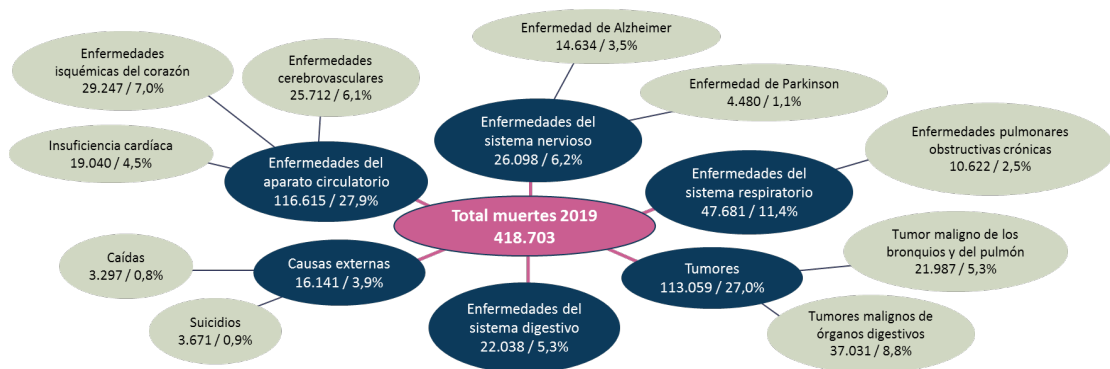 Enfermedades
isquémicas del corazón
29.247 / 7,0%
Enfermedades
cerebrovasculares
25.712 / 6,1%
Insuficiencia cardíaca
19.040 / 4,5%
Enfermedades del
aparato circulatorio
116.615 / 27,9%
Enfermedad de Alzheimer
14.634 / 3,5%
Enfermedad de Parkinson
4.480 / 1,1%
Enfermedades del
sistema nervioso
26.098 / 6,2%
Enfermedades pulmonares
obstructivas crónicas
10.622 / 2,5%
Enfermedades del
sistema respiratorio
47.681 / 11,4%
Total muertes 2019
418.703
Caídas
3.297 / 0,8%
Causas externas
16.141 / 3,9%
Suicidios
3.671 / 0,9%
Enfermedades del
sistema digestivo
22.038 / 5,3%
Tumores
113.059 / 27,0%
Tumor maligno de los
bronquios y del pulmón
21.987 / 5,3%
Tumores malignos de
órganos digestivos
37.031 / 8,8%